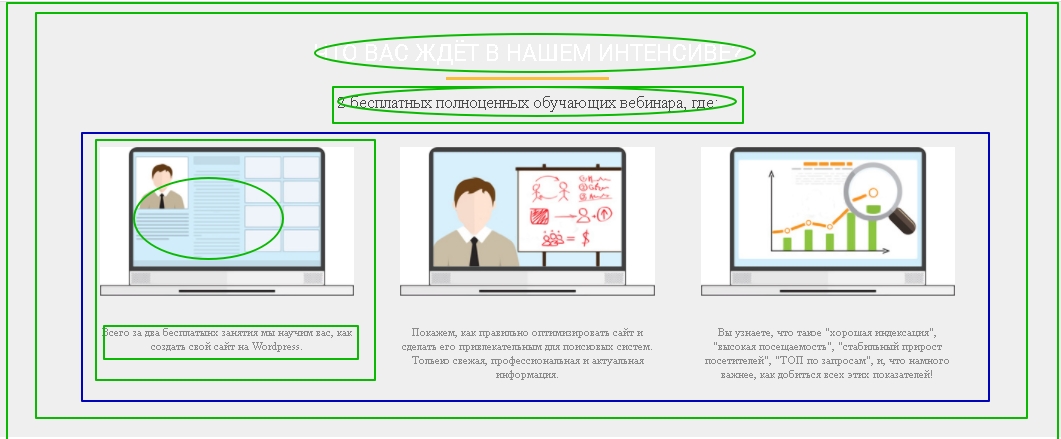 ЧТО ВАС ЖДЁТ В НАШЕМ ИНТЕНСИВЕ?
2 бесплатных полноценных обучающих вебинара, где:
Всего за два бесплатынх занятия мы научим вас, как
создать свой сайт на Wordpress.
Покажем, как правильно оптимизировать сайт и
сделать его привлекательным для поисковых систем.
Только свежая, профессиональная и актуальная
информация.
Вы узнаете, что такое "хорошая индексация",
"высокая посещаемость", "стабильный прирост
посетителей", "ТОП по запросам", и, что намного
важнее, как добиться всех этих показателей!